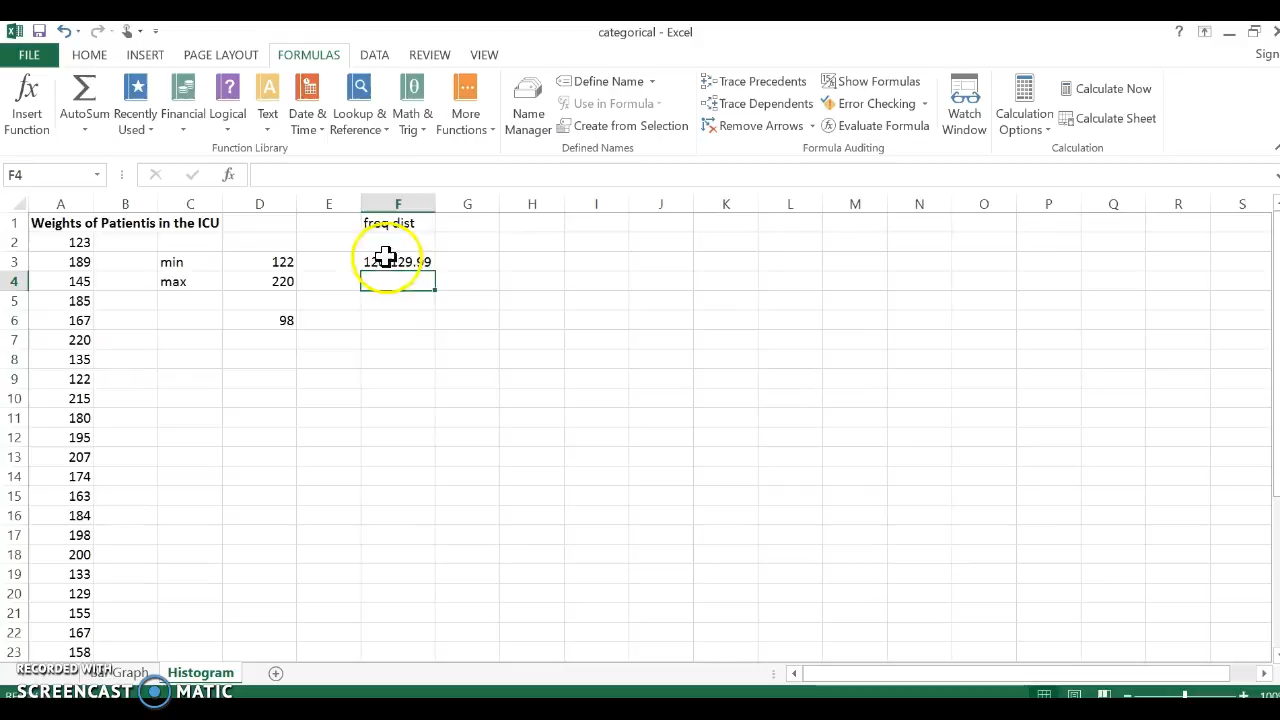 categorical - Excel
?
Sign
FILE HOME INSERT PAGE LAYOUT FORMULAS DATA REVIEW VIEW
fx Σ ? A θ
Insert Function
AutoSum
Recently Used
Financial
Logical
Text
Date & Time
Lookup & Reference
Math & Trig
More Functions
Function Library
Name Manager
Define Name
Use in Formula
Create from Selection
Defined Names
Trace Precedents
Trace Dependents
Remove Arrows
Show Formulas
Error Checking
Evaluate Formula
Formula Auditing
Watch Window
Calculation Options
Calculate Now
Calculate Sheet
Calculation
F4 fx
A B C D E F G H I J K L M N O P Q R S
1 Weights of Patientis in the ICU freq dist
2 123
3 189 min 122
4 145 max 220
5 185
6 167 98
7 220
8 135
9 122
10 215
11 180
12 195
13 207
14 174
15 163
16 184
17 198
18 200
19 133
20 129
21 155
22 167
23 158
Graph Histogram
RECORDED WITH
SCREENCAST MATIC